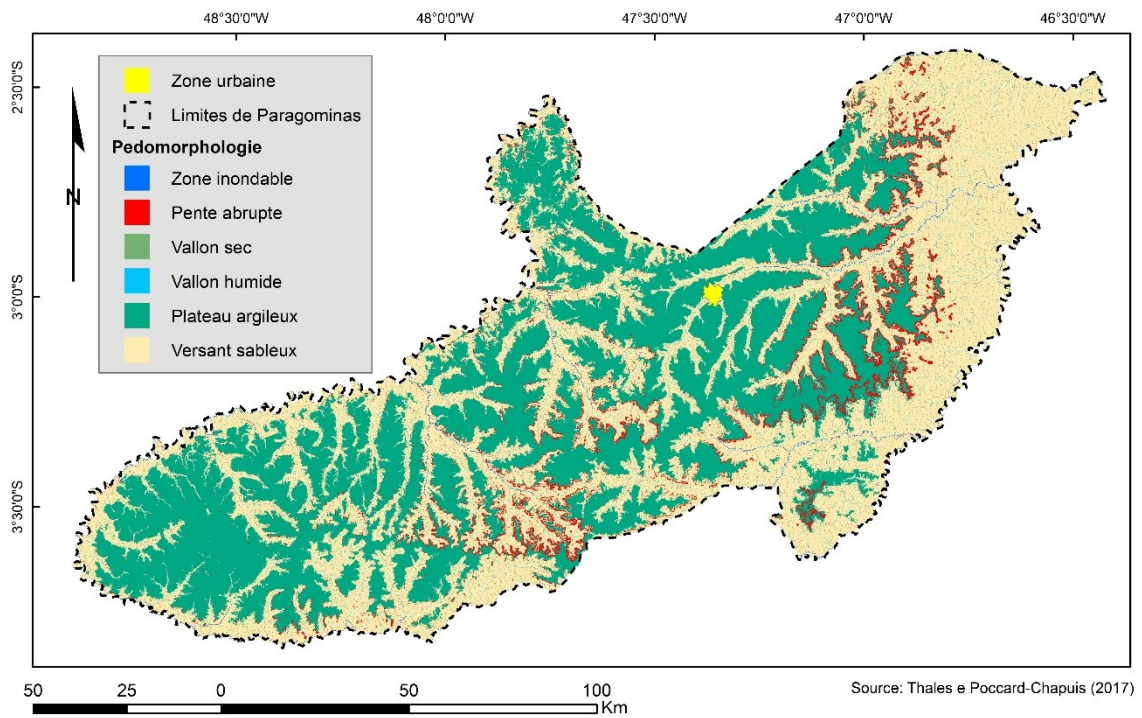 48°30'0"W 48°0'0"W 47°30'0"W 47°0'0"W 46°30'0"W
2°30'0"S
3°0'0"S
3°30'0"S
N
Zone urbaine
Limites de Paragominas
Pedomorphologie
Zone inondable
Pente abrupte
Vallon sec
Vallon humide
Plateau argileux
Versant sableux
50 25 0 50 100
Km
Source: Thales e Poccard-Chapuis (2017)